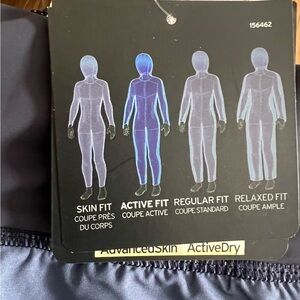 156462
SKIN FIT
COUPE PRÈS
DU CORPS
ACTIVE FIT
COUPE ACTIVE
REGULAR FIT
COUPE STANDARD
RELAXED FIT
COUPE AMPLE
AdvancedSkin ActiveDry